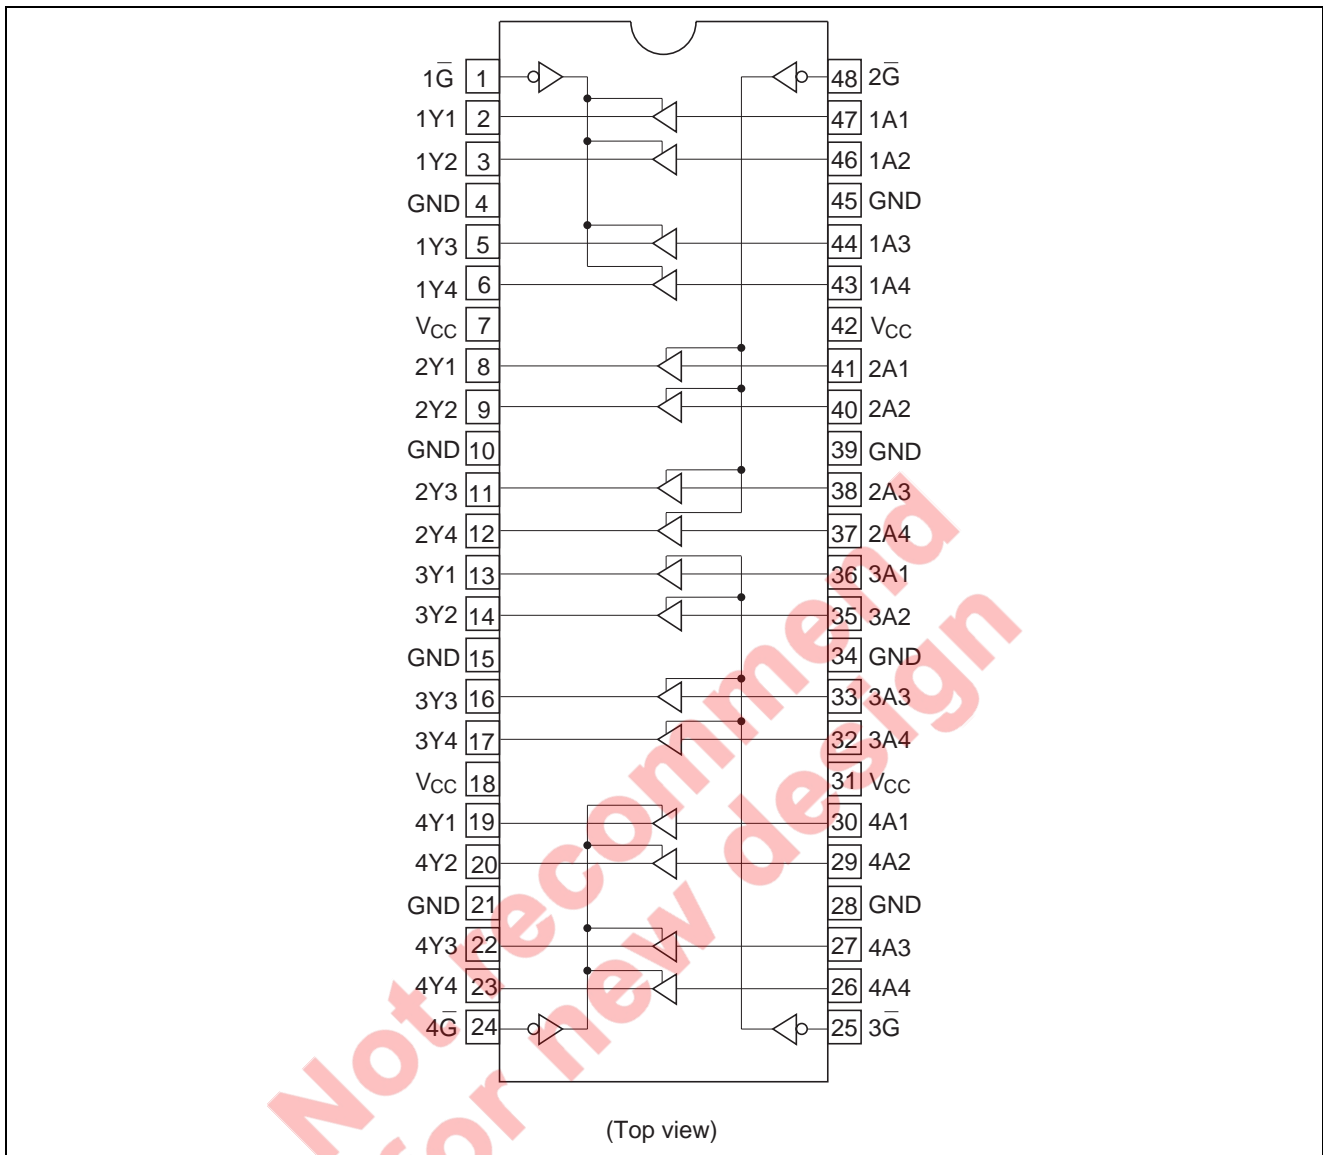 1G̅ 1 48 2G̅
1Y1 2 47 1A1
1Y2 3 46 1A2
GND 4 45 GND
1Y3 5 44 1A3
1Y4 6 43 1A4
VCC 7 42 VCC
2Y1 8 41 2A1
2Y2 9 40 2A2
GND 10 39 GND
2Y3 11 38 2A3
2Y4 12 37 2A4
3Y1 13 36 3A1
3Y2 14 35 3A2
GND 15 34 GND
3Y3 16 33 3A3
3Y4 17 32 3A4
VCC 18 31 VCC
4Y1 19 30 4A1
4Y2 20 29 4A2
GND 21 28 GND
4Y3 22 27 4A3
4Y4 23 26 4A4
4G̅ 24 25 3G̅
(Top view)
Not recommend
for new design